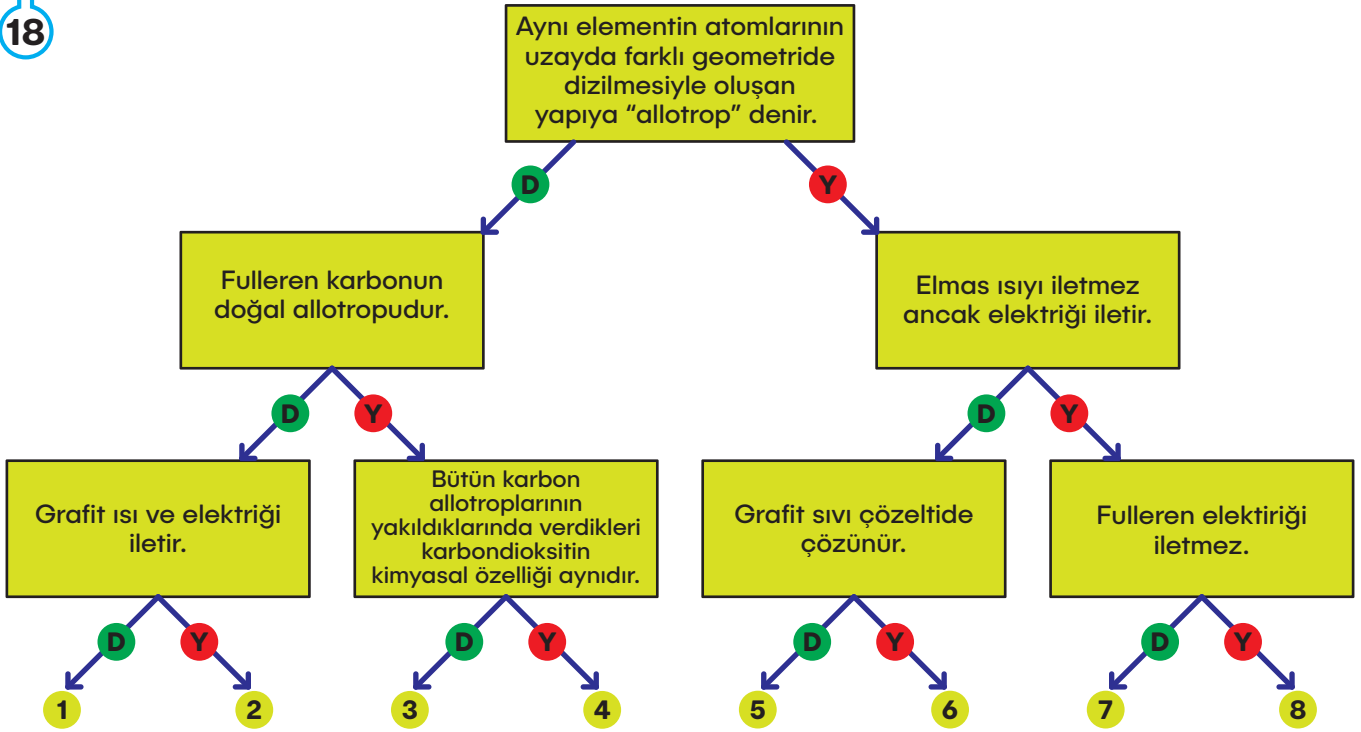 18
Aynı elementin atomlarının
uzayda farklı geometride
dizilmesiyle oluşan
yapıya “allotrop” denir.
D
Y
Fulleren karbonun
doğal allotropudur.
Elmas ısıyı iletmez
ancak elektriği iletir.
D
Y
D
Y
Grafit ısı ve elektriği
iletir.
Bütün karbon
allotroplarının
yakıldıklarında verdikleri
karbondioksitin
kimyasal özelliği aynıdır.
Grafit sıvı çözeltide
çözünür.
Fulleren elektiriği
iletmez.
D
Y
D
Y
D
Y
D
Y
1
2
3
4
5
6
7
8